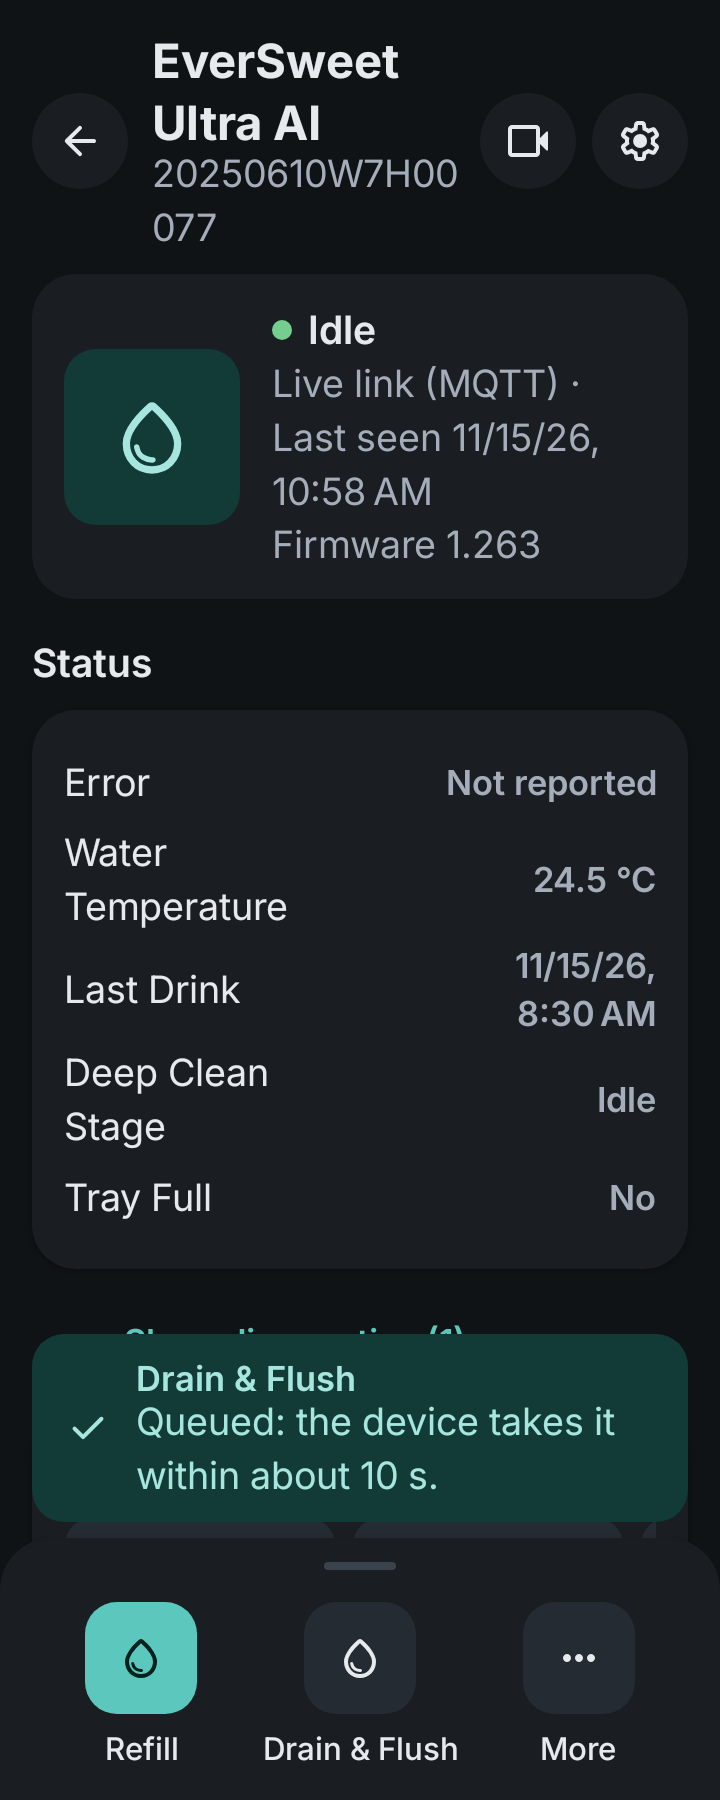 EverSweet
Ultra AI
20250610W7H00
077
Idle
Live link (MQTT) ·
Last seen 11/15/26,
10:58 AM
Firmware 1.263
Status
Error
Not reported
Water
Temperature
24.5 °C
Last Drink
11/15/26,
8:30 AM
Deep Clean
Stage
Idle
Tray Full
No
(1)
Drain & Flush
Queued: the device takes it
within about 10 s.
Refill
Drain & Flush
More